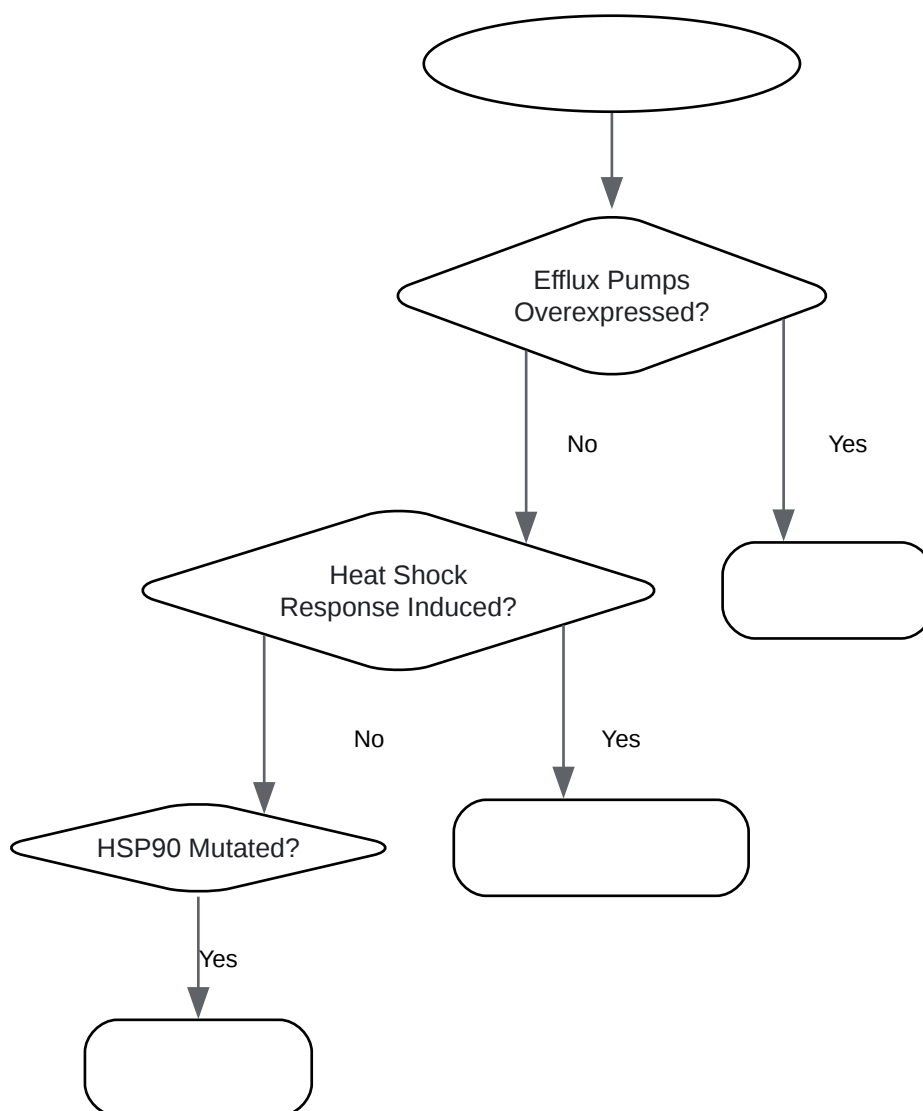 Efflux Pumps
Overexpressed?
No
Yes
Heat Shock
Response Induced?
No
Yes
HSP90 Mutated?
Yes